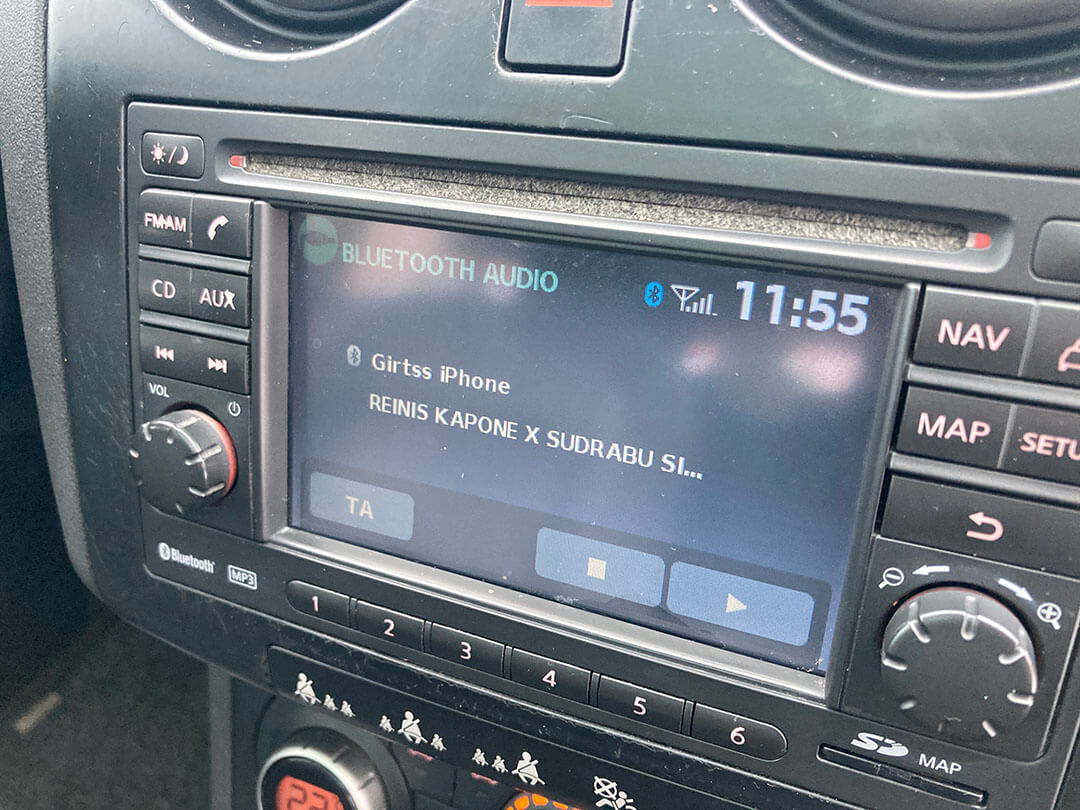 FM·AM
CD
AUX
VOL
BLUETOOTH AUDIO
11:55
Girtss iPhone
REINIS KAPONE X SUDRABU SI...
TA
NAV
MAP
Bluetooth
MP3
1
2
3
4
5
6
SD
MAP